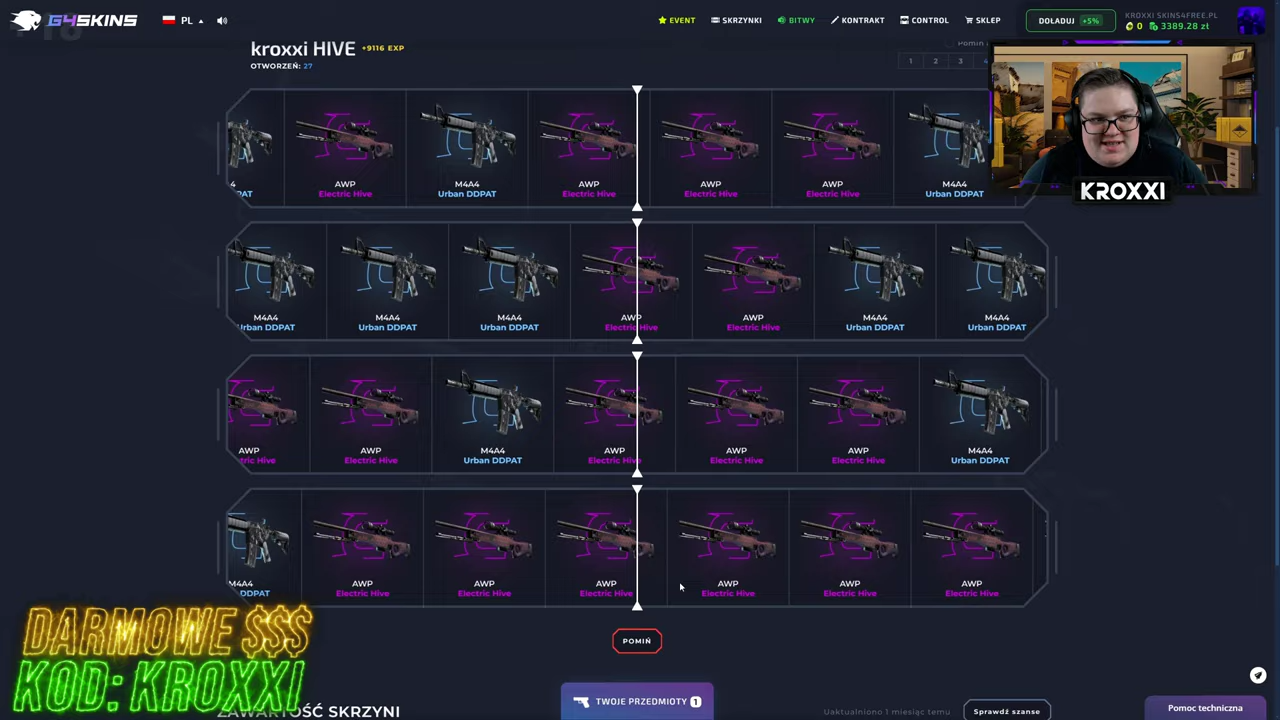 +18
G4SKINS
PL
EVENT
SKRZYNKI
BITWY
KONTRAKT
CONTROL
SKLEP
DOŁADUJ +5%
KROXXI SKINS4FREE.PL
0 3389.28 zł
kroxxi HIVE +9116 EXP
OTWORZEŃ: 27
Pomiń
1 2 3 4
KROXXI
4 AWP M4A4 AWP AWP AWP M4A4
PAT Electric Hive Urban DDPAT Electric Hive Electric Hive Electric Hive Urban DDPAT
M4A4 M4A4 M4A4 AWP AWP M4A4 M4A4
Urban DDPAT Urban DDPAT Urban DDPAT Electric Hive Electric Hive Urban DDPAT Urban DDPAT
AWP AWP M4A4 AWP AWP AWP M4A4
tric Hive Electric Hive Urban DDPAT Electric Hive Electric Hive Electric Hive Urban DDPAT
M4A4 AWP AWP AWP AWP AWP AWP
DDPAT Electric Hive Electric Hive Electric Hive Electric Hive Electric Hive Electric Hive
POMIŃ
DARMOWE $$$
KOD: KROXXI
ZAWARTOŚĆ SKRZYNI
TWOJE PRZEDMIOTY 1
Uaktualniono 1 miesiąc temu
Sprawdź szanse
Pomoc techniczna